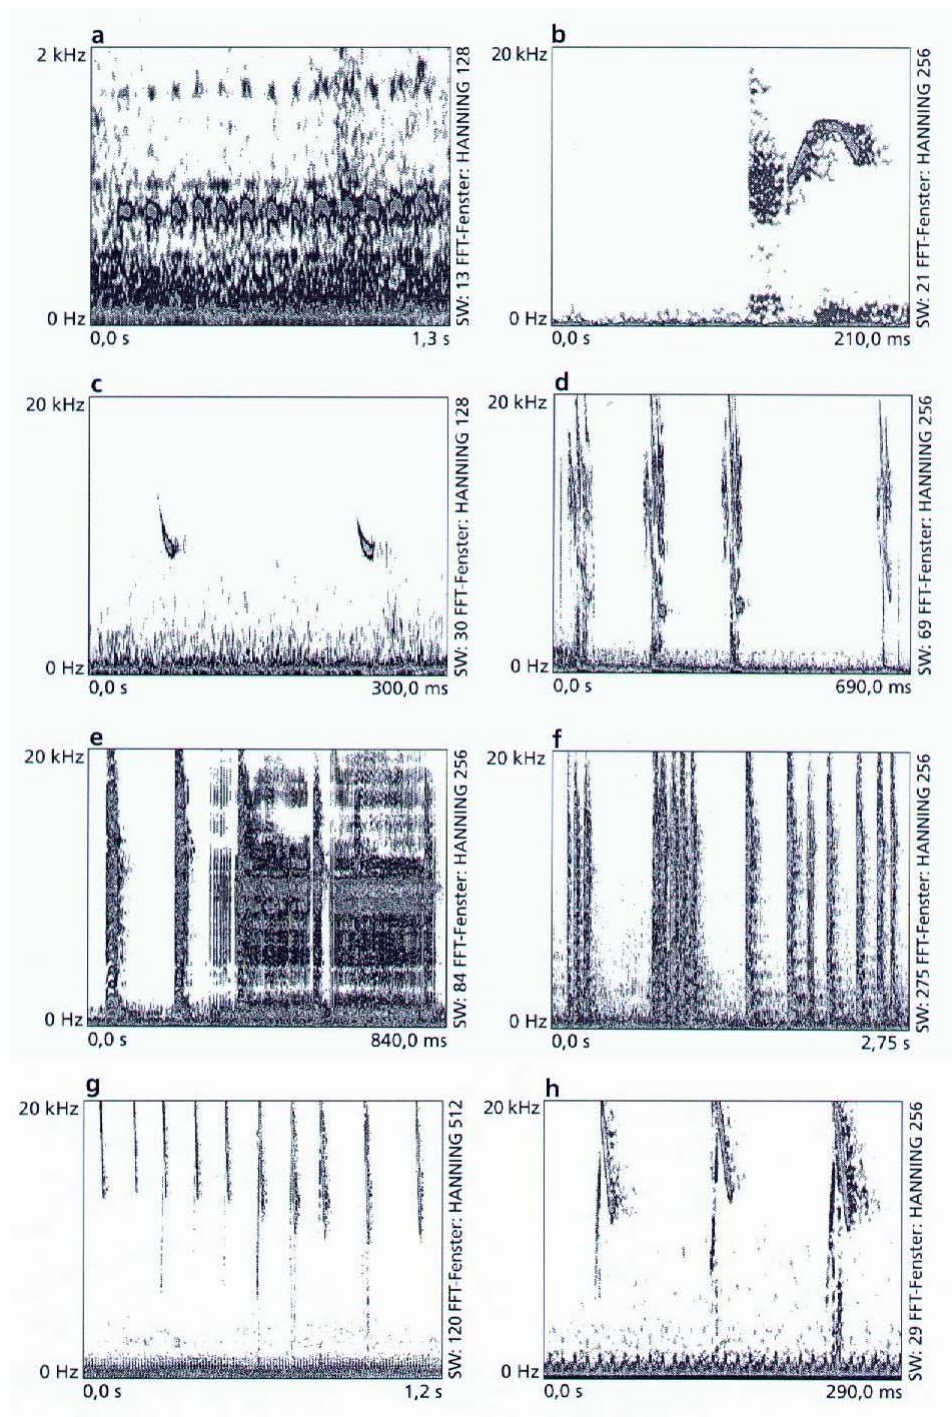 a
2 kHz
0 Hz
0,0 s 1,3 s
SW: 13 FFT-Fenster: HANNING 128
b
20 kHz
0 Hz
0,0 s 210,0 ms
SW: 21 FFT-Fenster: HANNING 256
c
20 kHz
0 Hz
0,0 s 300,0 ms
SW: 30 FFT-Fenster: HANNING 128
d
20 kHz
0 Hz
0,0 s 690,0 ms
SW: 69 FFT-Fenster: HANNING 256
e
20 kHz
0 Hz
0,0 s 840,0 ms
SW: 84 FFT-Fenster: HANNING 256
f
20 kHz
0 Hz
0,0 s 2,75 s
SW: 275 FFT-Fenster: HANNING 256
g
20 kHz
0 Hz
0,0 s 1,2 s
SW: 120 FFT-Fenster: HANNING 512
h
20 kHz
0 Hz
0,0 s 290,0 ms
SW: 29 FFT-Fenster: HANNING 256